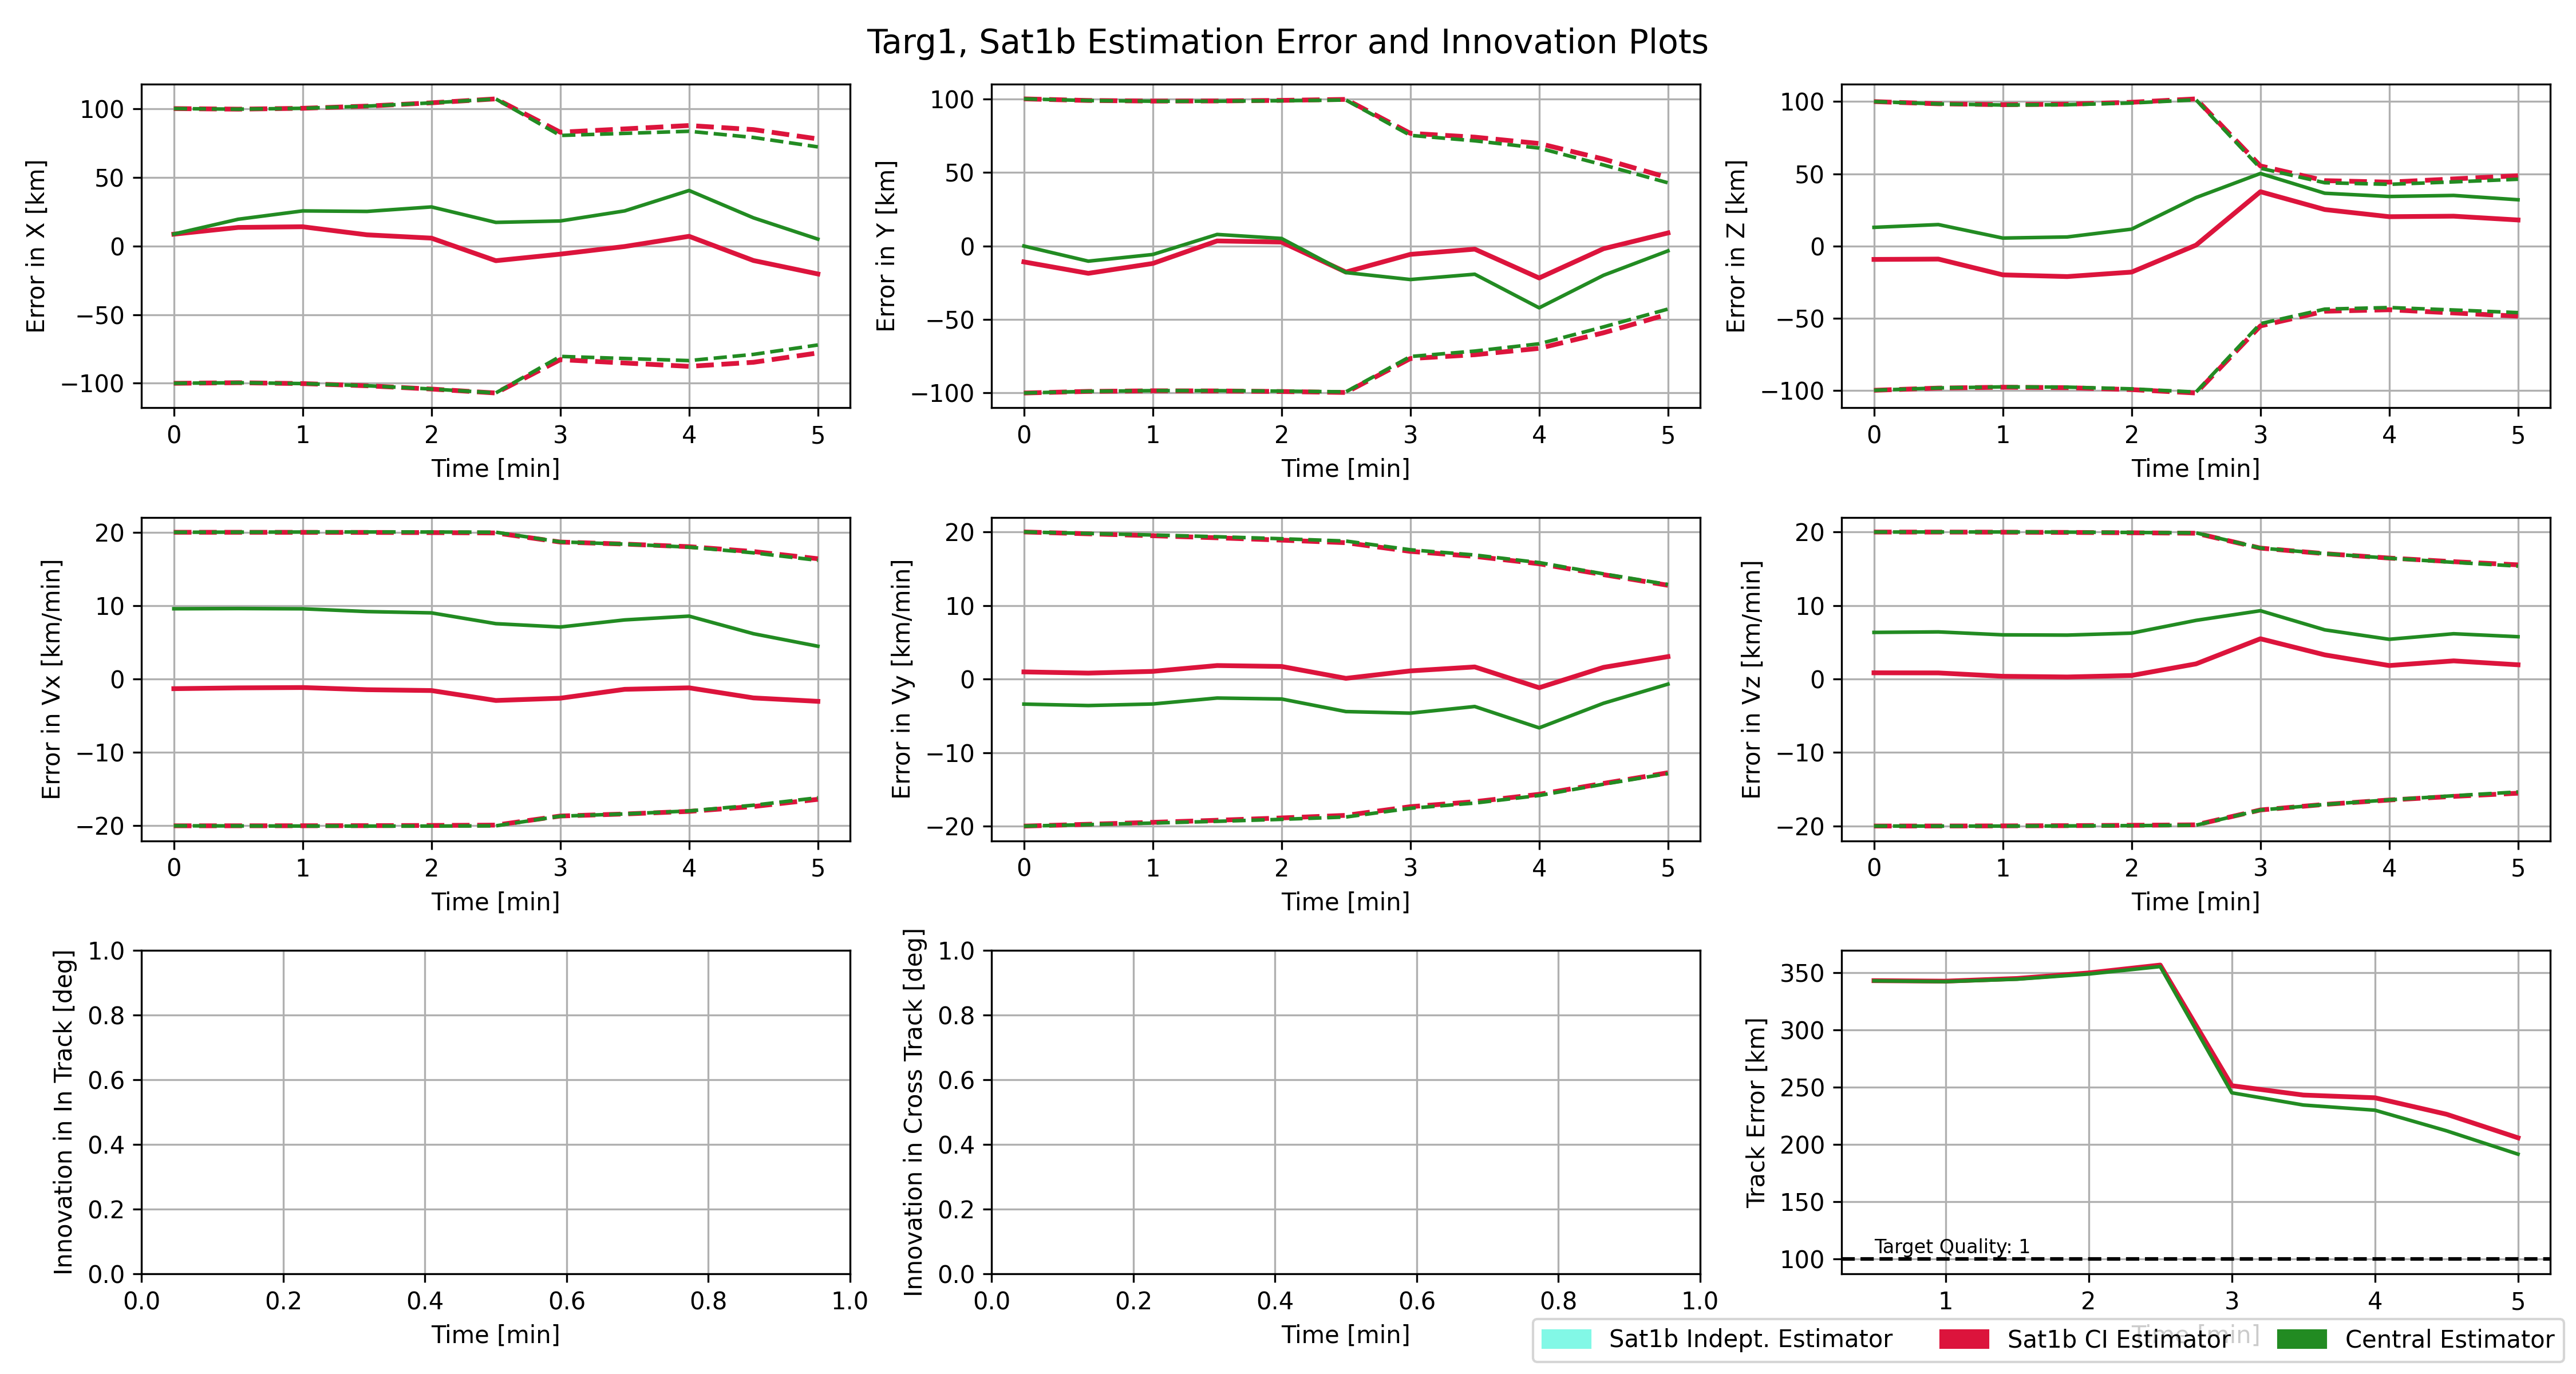 Targ1, Sat1b Estimation Error and Innovation Plots
Error in X [km]
100
50
0
−50
−100
0 1 2 3 4 5
Time [min]
Error in Y [km]
100
50
0
−50
−100
0 1 2 3 4 5
Time [min]
Error in Z [km]
100
50
0
−50
−100
0 1 2 3 4 5
Time [min]
Error in Vx [km/min]
20
10
0
−10
−20
0 1 2 3 4 5
Time [min]
Error in Vy [km/min]
20
10
0
−10
−20
0 1 2 3 4 5
Time [min]
Error in Vz [km/min]
20
10
0
−10
−20
0 1 2 3 4 5
Time [min]
Innovation in In Track [deg]
1.0
0.8
0.6
0.4
0.2
0.0
0.0 0.2 0.4 0.6 0.8 1.0
Time [min]
Innovation in Cross Track [deg]
1.0
0.8
0.6
0.4
0.2
0.0
0.0 0.2 0.4 0.6 0.8 1.0
Time [min]
Track Error [km]
350
300
250
200
150
100
Target Quality: 1
1 2 3 4 5
Time [min]
Sat1b Indept. Estimator
Sat1b CI Estimator
Central Estimator